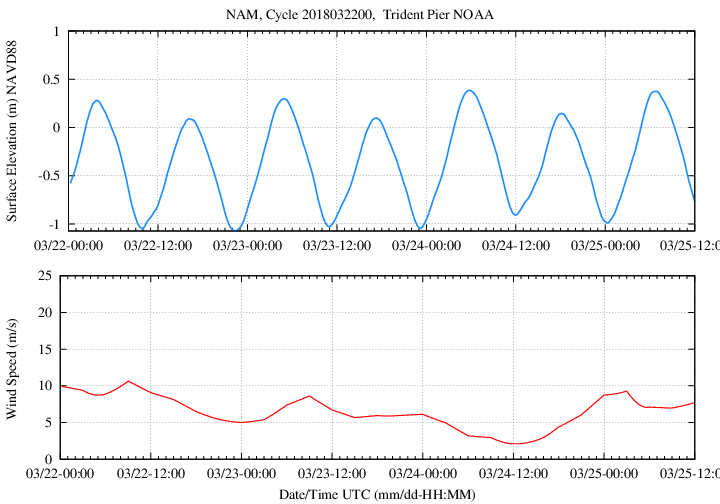 NAM, Cycle 2018032200,  Trident Pier NOAA
Surface Elevation (m) NAVD88
1
0.5
0
-0.5
-1
03/22-00:00 03/22-12:00 03/23-00:00 03/23-12:00 03/24-00:00 03/24-12:00 03/25-00:00 03/25-12:0
Wind Speed (m/s)
25
20
15
10
5
0
03/22-00:00 03/22-12:00 03/23-00:00 03/23-12:00 03/24-00:00 03/24-12:00 03/25-00:00 03/25-12:0
Date/Time UTC (mm/dd-HH:MM)